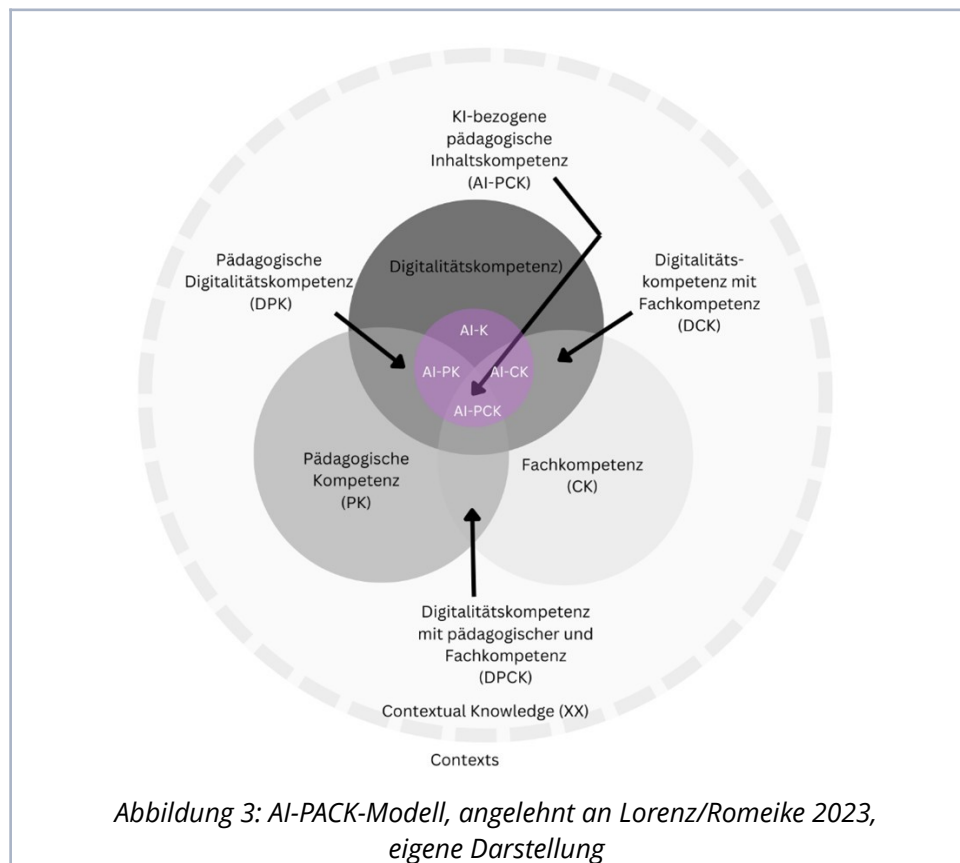 KI-bezogene
pädagogische
Inhaltskompetenz
(AI-PCK)
Pädagogische
Digitalitätskompetenz
(DPK)
Digitalitätskompetenz)
Digitalitäts-
kompetenz mit
Fachkompetenz
(DCK)
AI-K
AI-PK
AI-CK
AI-PCK
Pädagogische
Kompetenz
(PK)
Fachkompetenz
(CK)
Digitalitätskompetenz
mit pädagogischer und
Fachkompetenz
(DPCK)
Contextual Knowledge (XX)
Contexts
Abbildung 3: AI-PACK-Modell, angelehnt an Lorenz/Romeike 2023,
eigene Darstellung